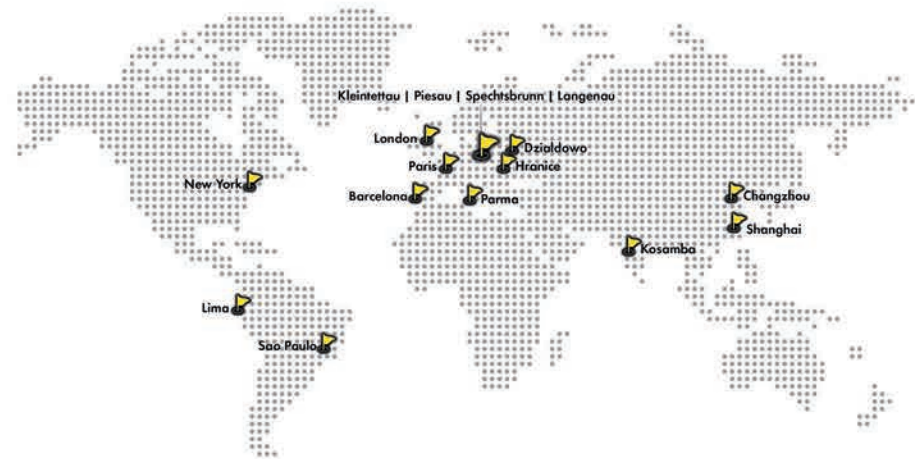 Kleintettau | Piesau | Spechtsbrunn | Langenau
London
Dzialdowo
Paris
Hranice
New York
Barcelona
Parma
Changzhou
Shanghai
Kosamba
Lima
Sao Paulo